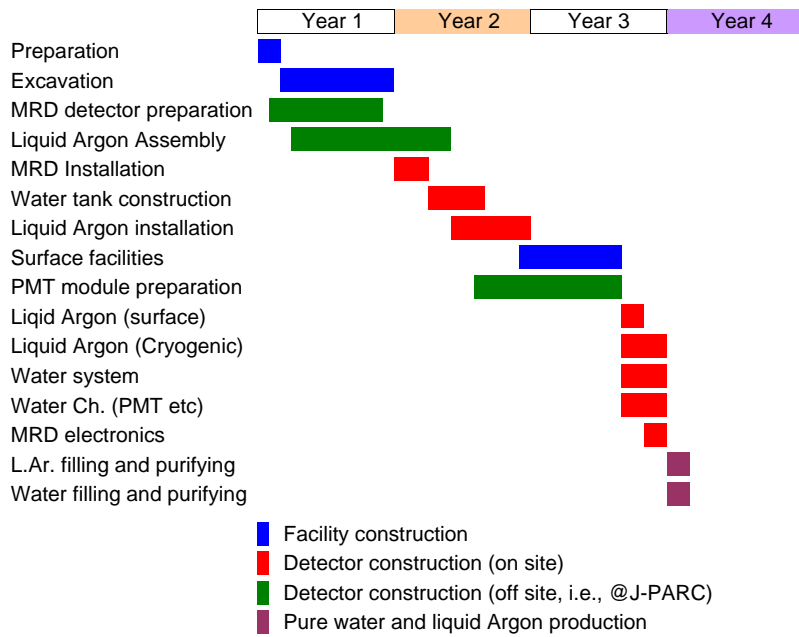 Year 1 Year 2 Year 3 Year 4
Preparation
Excavation
MRD detector preparation
Liquid Argon Assembly
MRD Installation
Water tank construction
Liquid Argon installation
Surface facilities
PMT module preparation
Liqid Argon (surface)
Liquid Argon (Cryogenic)
Water system
Water Ch. (PMT etc)
MRD electronics
L.Ar. filling and purifying
Water filling and purifying
Facility construction
Detector construction (on site)
Detector construction (off site, i.e., @J-PARC)
Pure water and liquid Argon production